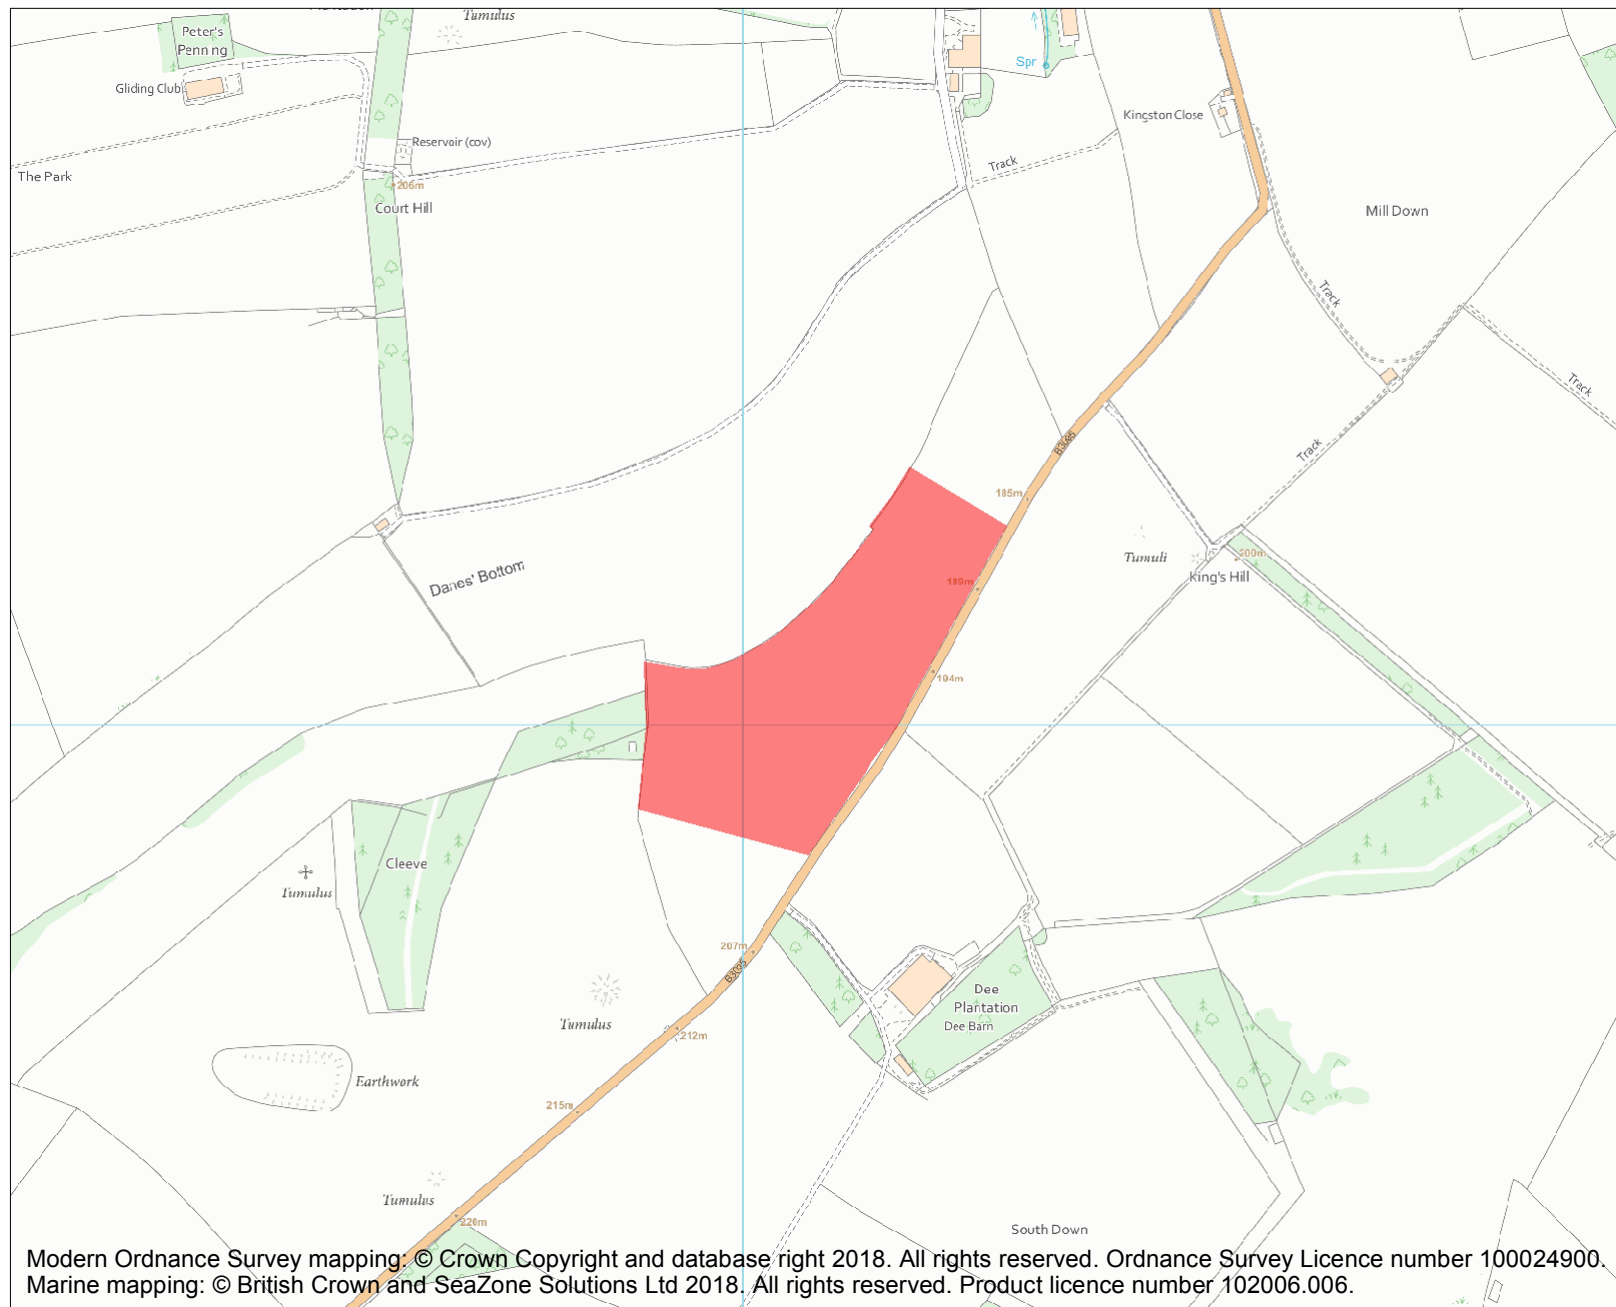 Tumulus
Peter's
Penning
Gliding Club
Spr
Kingston Close
Reservoir (cov)
Track
The Park
206m
Court Hill
Mill Down
Track
Track
B3095
Track
185m
Danes' Bottom
Tumuli
200m
King's Hill
189m
194m
Cleeve
Tumulus
207m
B3095
Dee
Plantation
Dee Barn
Tumulus
212m
Earthwork
215m
Tumulus
220m
South Down
Modern Ordnance Survey mapping: © Crown Copyright and database right 2018. All rights reserved. Ordnance Survey Licence number 100024900.
Marine mapping: © British Crown and SeaZone Solutions Ltd 2018. All rights reserved. Product licence number 102006.006.